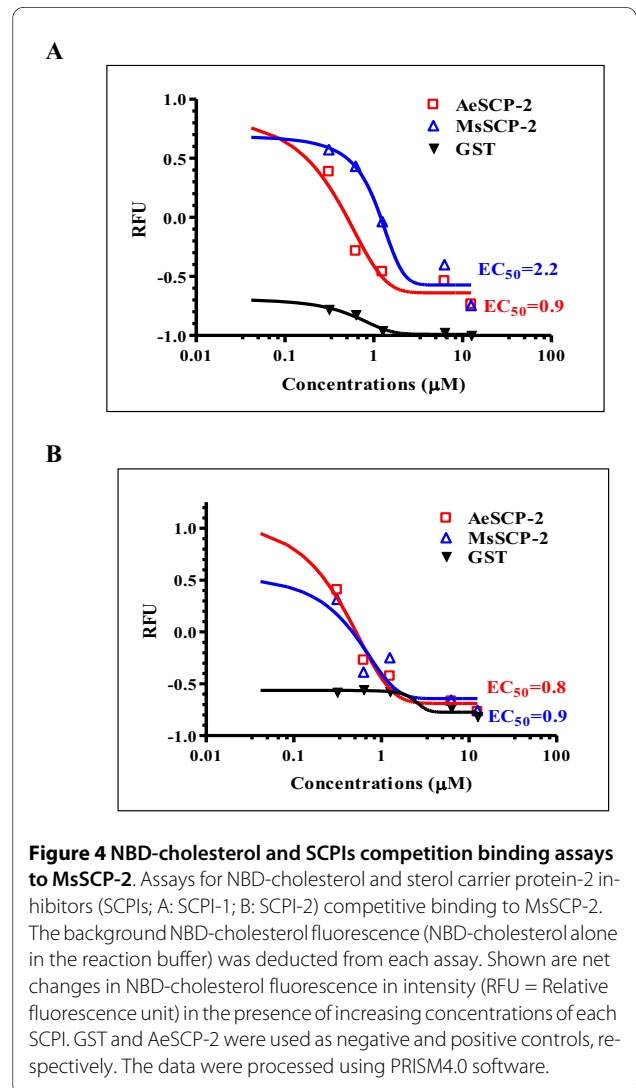 A
1.0
0.5
0.0
-0.5
-1.0
RFU
AeSCP-2
MsSCP-2
GST
EC50=2.2
EC50=0.9
0.01 0.1 1 10 100
Concentrations (μM)
B
1.0
0.5
0.0
-0.5
-1.0
RFU
AeSCP-2
MsSCP-2
GST
EC50=0.8
EC50=0.9
0.01 0.1 1 10 100
Concentrations (μM)
Figure 4 NBD-cholesterol and SCPIs competition binding assays
to MsSCP-2. Assays for NBD-cholesterol and sterol carrier protein-2 in-
hibitors (SCPIs; A: SCPI-1; B: SCPI-2) competitive binding to MsSCP-2.
The background NBD-cholesterol fluorescence (NBD-cholesterol alone
in the reaction buffer) was deducted from each assay. Shown are net
changes in NBD-cholesterol fluorescence in intensity (RFU = Relative
fluorescence unit) in the presence of increasing concentrations of each
SCPI. GST and AeSCP-2 were used as negative and positive controls, re-
spectively. The data were processed using PRISM4.0 software.